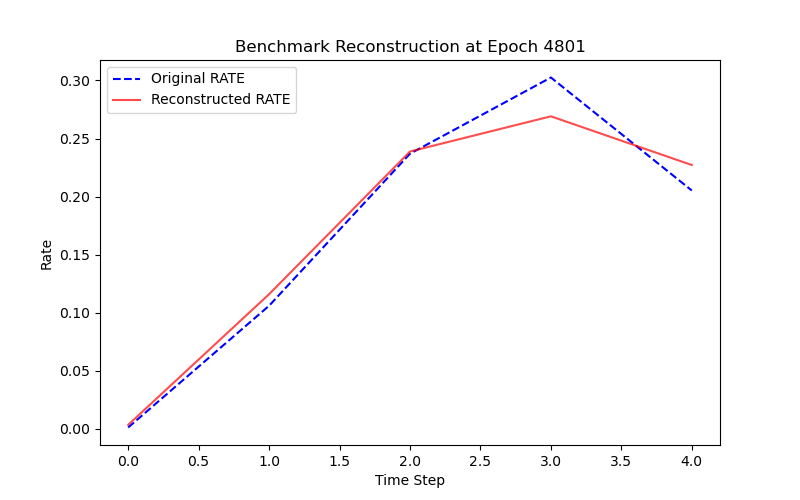 Benchmark Reconstruction at Epoch 4801
Original RATE
Reconstructed RATE
0.30
0.25
0.20
0.15
0.10
0.05
0.00
Rate
0.0 0.5 1.0 1.5 2.0 2.5 3.0 3.5 4.0
Time Step